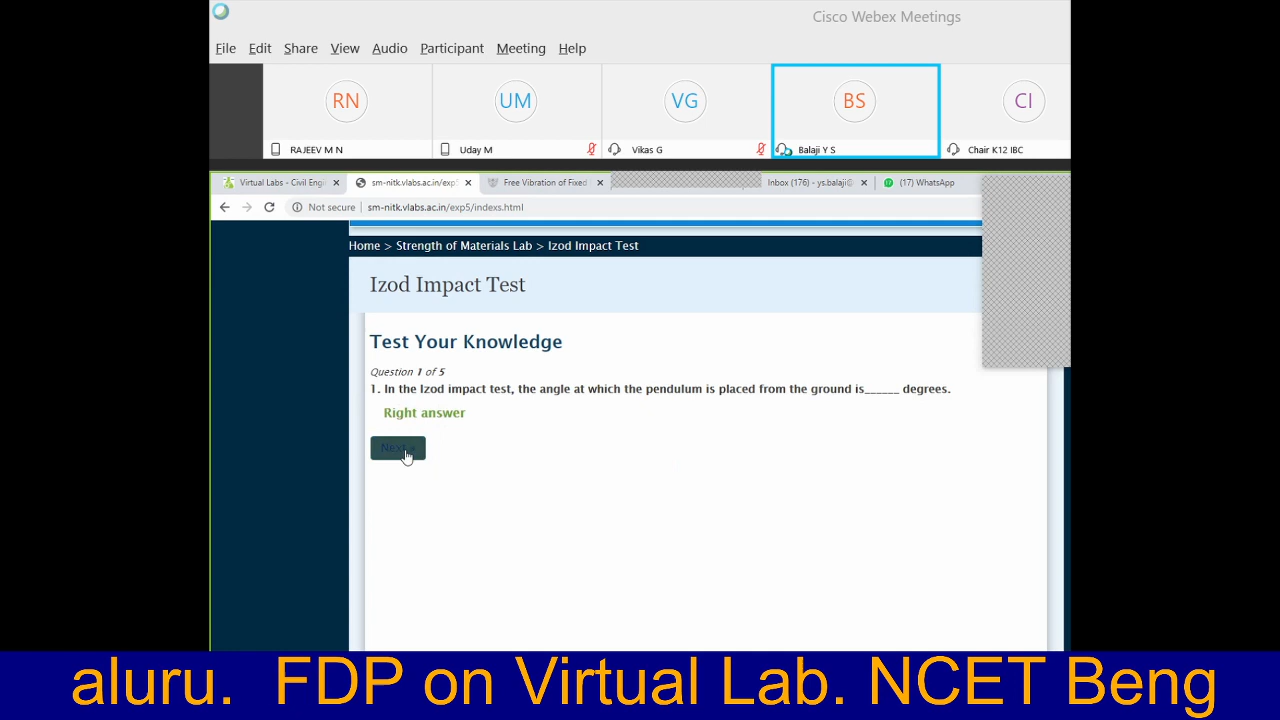 Cisco Webex Meetings
File Edit Share View Audio Participant Meeting Help
RN UM VG BS CI
RAJEEV M N Uday M Vikas G Balaji Y S Chair K12 IBC
Virtual Labs - Civil Engi sm-nitk.vlabs.ac.in/exp5 Free Vibration of Fixed Inbox (176) - ys.balaji@ (17) WhatsApp
Not secure | sm-nitk.vlabs.ac.in/exp5/indexs.html
Home > Strength of Materials Lab > Izod Impact Test
Izod Impact Test
Test Your Knowledge
Question 1 of 5
1. In the Izod impact test, the angle at which the pendulum is placed from the ground is______ degrees.
Right answer
Next »
aluru. FDP on Virtual Lab. NCET Beng